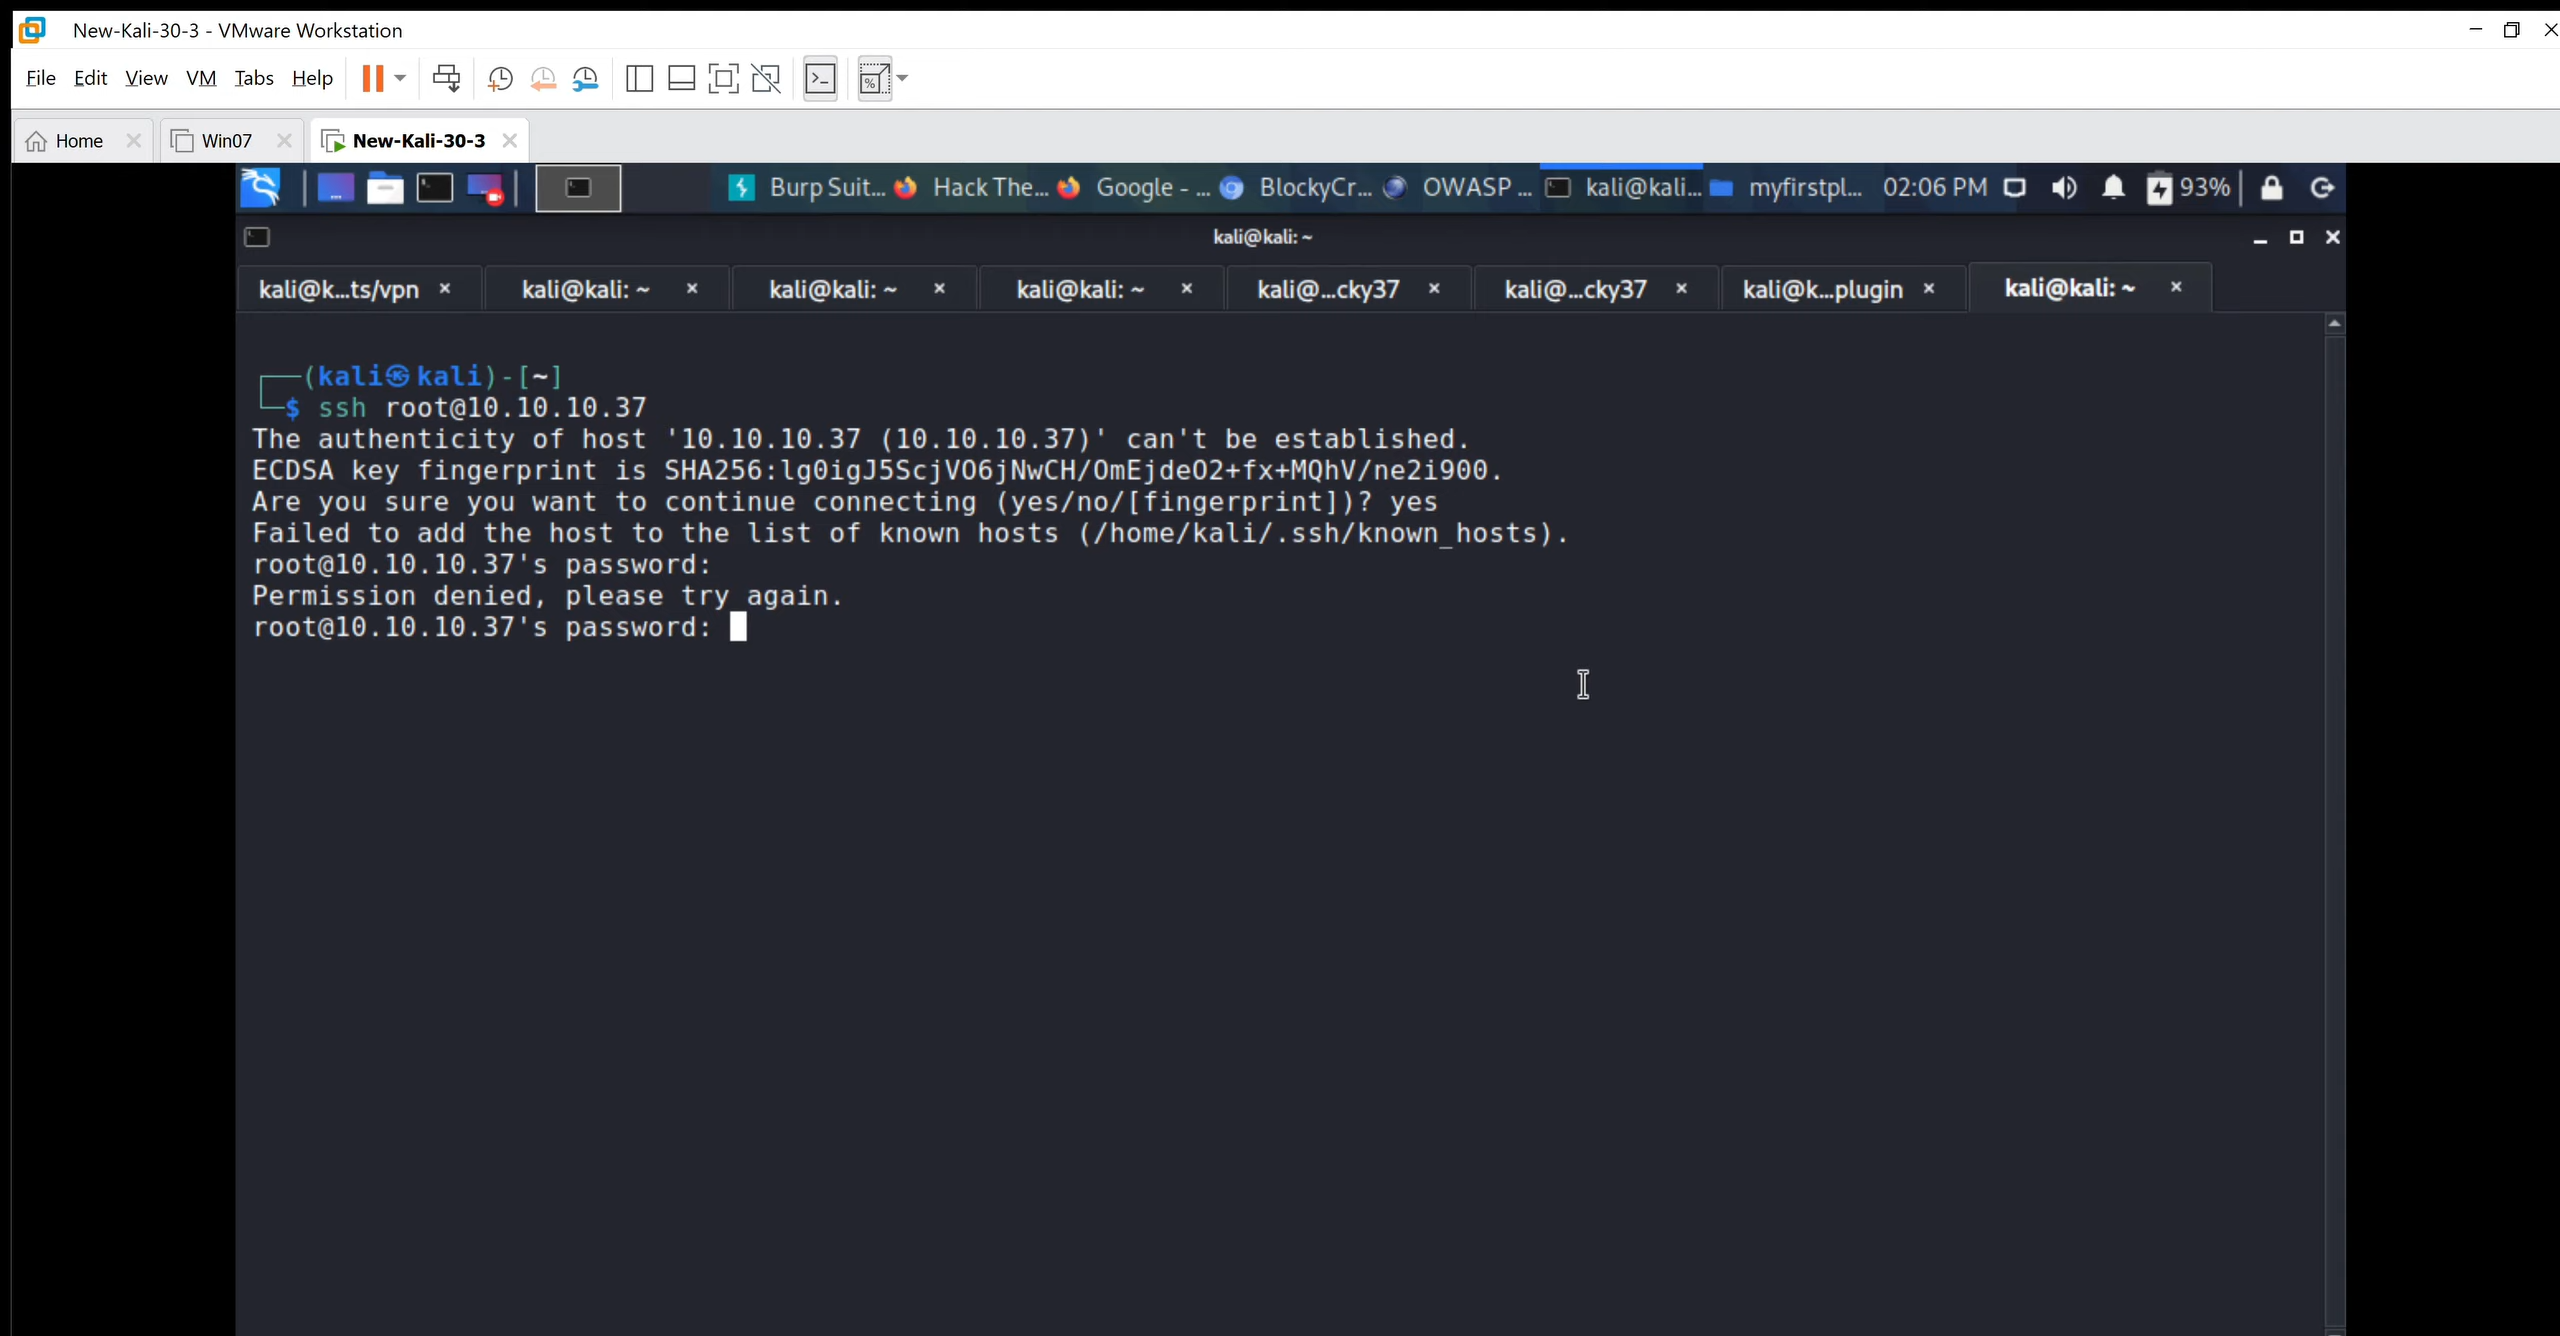 New-Kali-30-3 - VMware Workstation
File Edit View VM Tabs Help
Home Win07 New-Kali-30-3
Burp Suit... Hack The... Google - ... BlockyCr... OWASP ... kali@kali... myfirstpl... 02:06 PM 93%
kali@kali: ~
kali@k...ts/vpn kali@kali: ~ kali@kali: ~ kali@kali: ~ kali@...cky37 kali@...cky37 kali@k...plugin kali@kali: ~
┌──(kali㉿kali)-[~]
└─$ ssh root@10.10.10.37
The authenticity of host '10.10.10.37 (10.10.10.37)' can't be established.
ECDSA key fingerprint is SHA256:lg0igJ5ScjVO6jNwCH/OmEjdeO2+fx+MQhV/ne2i900.
Are you sure you want to continue connecting (yes/no/[fingerprint])? yes
Failed to add the host to the list of known hosts (/home/kali/.ssh/known_hosts).
root@10.10.10.37's password:
Permission denied, please try again.
root@10.10.10.37's password: